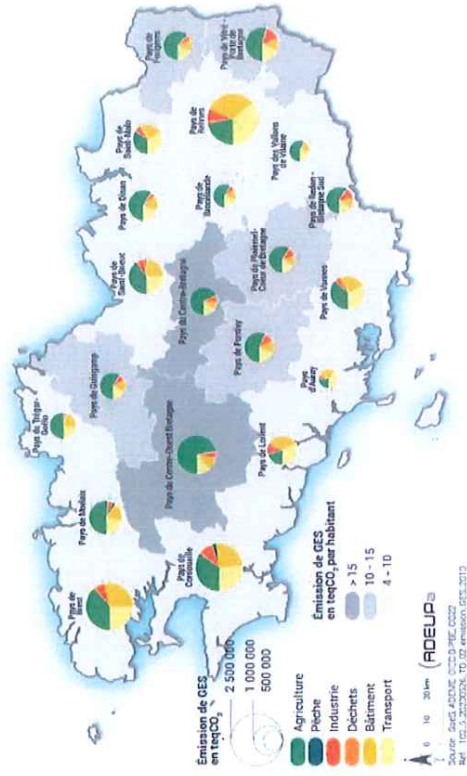 Pays de
Brest
Pays de Morlaix
Pays de Trégor-
Goëlo
Pays de Guingamp
Pays de
Saint-Brieuc
Pays de Dinan
Pays de
Saint-Malo
Pays de
Fougères
Pays de Vitré -
Porte de
Bretagne
Pays de
Rennes
Pays de
Brocéliande
Pays des Vallons
de Vilaine
Pays de Redon -
Bretagne Sud
Pays de Ploërmel-
Cœur de Bretagne
Pays du Centre-Bretagne
Pays de Pontivy
Pays de Vannes
Pays
d'Auray
Pays de Lorient
Pays du Centre-Ouest Bretagne
Pays de
Cornouaille
Émission de GES
en teqCO₂
2 500 000
1 000 000
500 000
Agriculture
Pêche
Industrie
Déchets
Bâtiment
Transport
Émission de GES
en teqCO₂ par habitant
> 15
10 - 15
4 - 10
0 10 20 km
ADEUPa